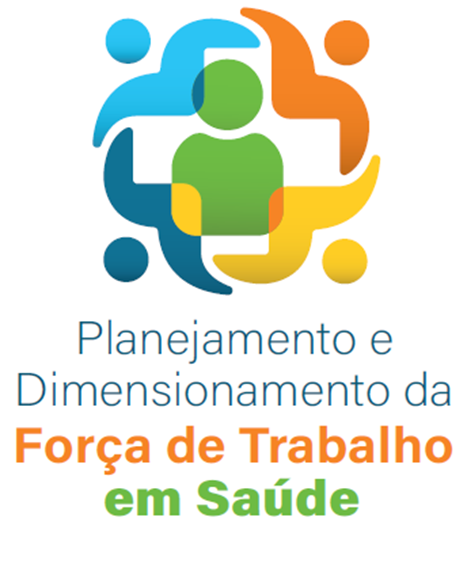 Planejamento e
Dimensionamento da
Força de Trabalho
em Saúde